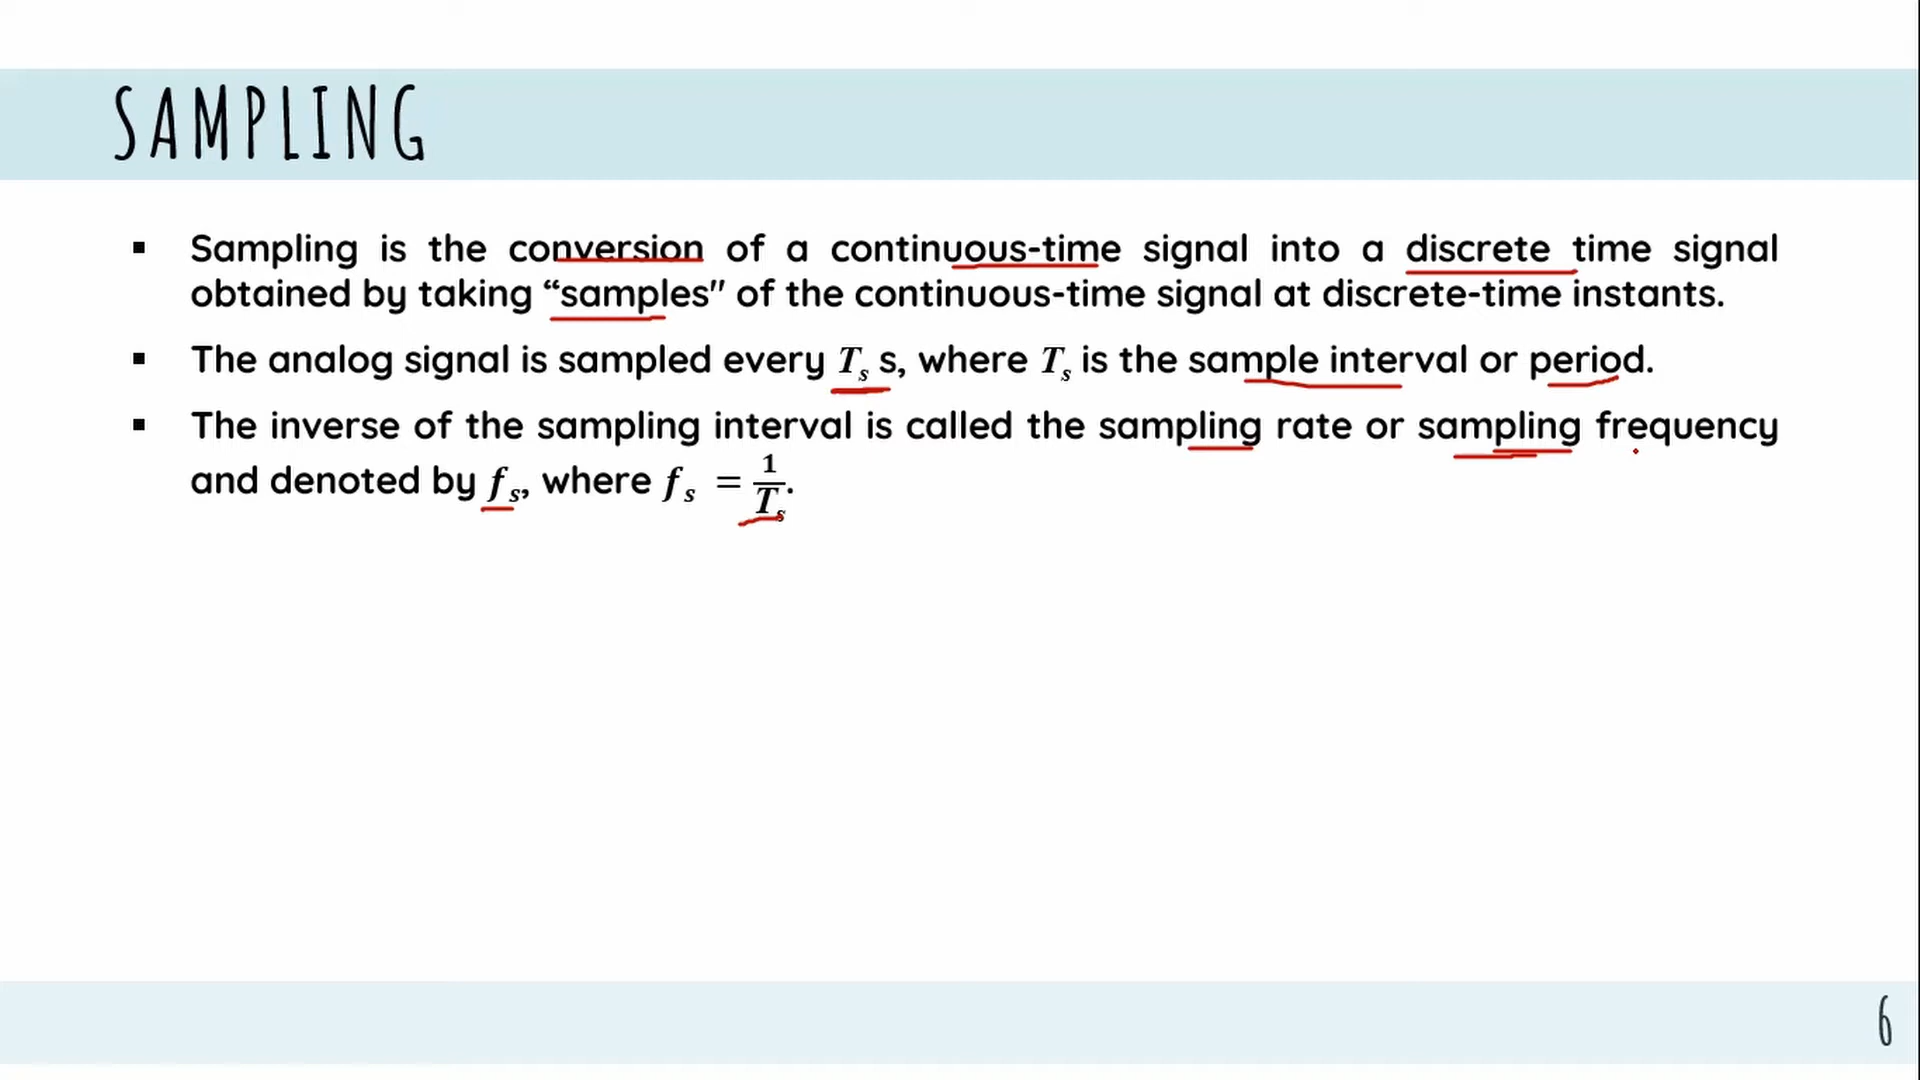 SAMPLING
▪ Sampling is the conversion of a continuous-time signal into a discrete time signal
obtained by taking “samples" of the continuous-time signal at discrete-time instants.
▪ The analog signal is sampled every Tₛ s, where Tₛ is the sample interval or period.
▪ The inverse of the sampling interval is called the sampling rate or sampling frequency
and denoted by fₛ, where fₛ = 1/Tₛ.
6